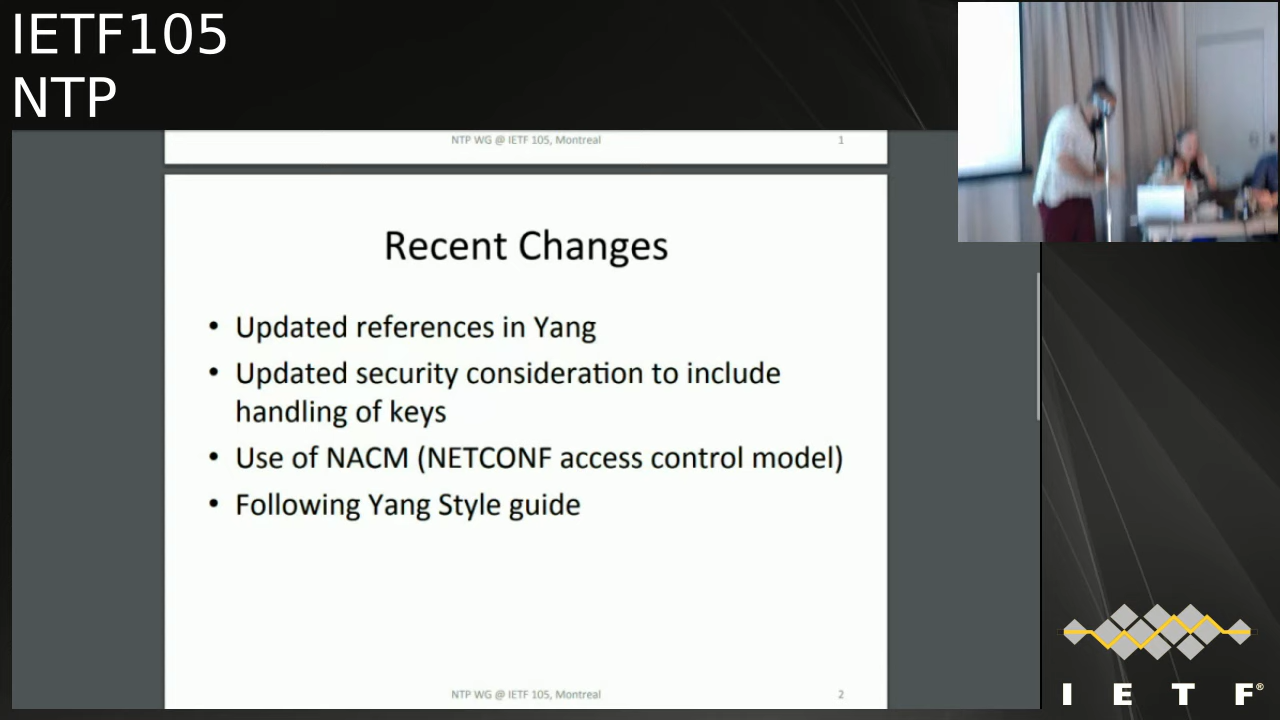 IETF105
NTP
NTP WG @ IETF 105, Montreal 1
Recent Changes
• Updated references in Yang
• Updated security consideration to include
handling of keys
• Use of NACM (NETCONF access control model)
• Following Yang Style guide
NTP WG @ IETF 105, Montreal 2
I E T F®